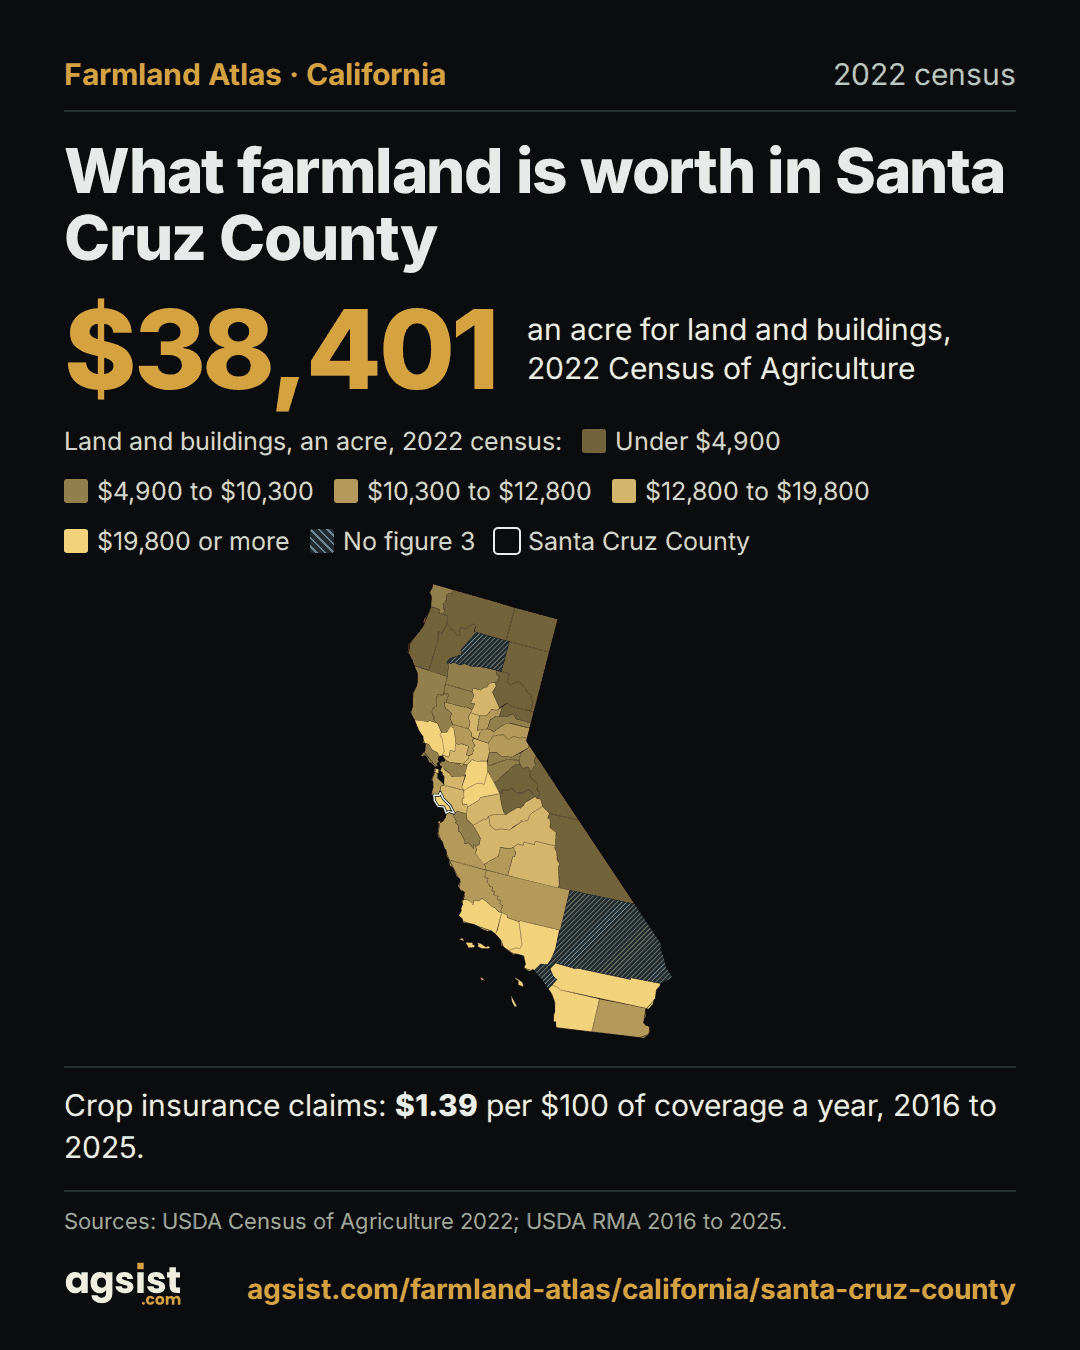 Farmland Atlas · California
2022 census
What farmland is worth in Santa
Cruz County
$38,401
an acre for land and buildings,
2022 Census of Agriculture
Land and buildings, an acre, 2022 census: Under $4,900
$4,900 to $10,300 $10,300 to $12,800 $12,800 to $19,800
$19,800 or more No figure 3 Santa Cruz County
Crop insurance claims: $1.39 per $100 of coverage a year, 2016 to
2025.
Sources: USDA Census of Agriculture 2022; USDA RMA 2016 to 2025.
agsist
.com
agsist.com/farmland-atlas/california/santa-cruz-county